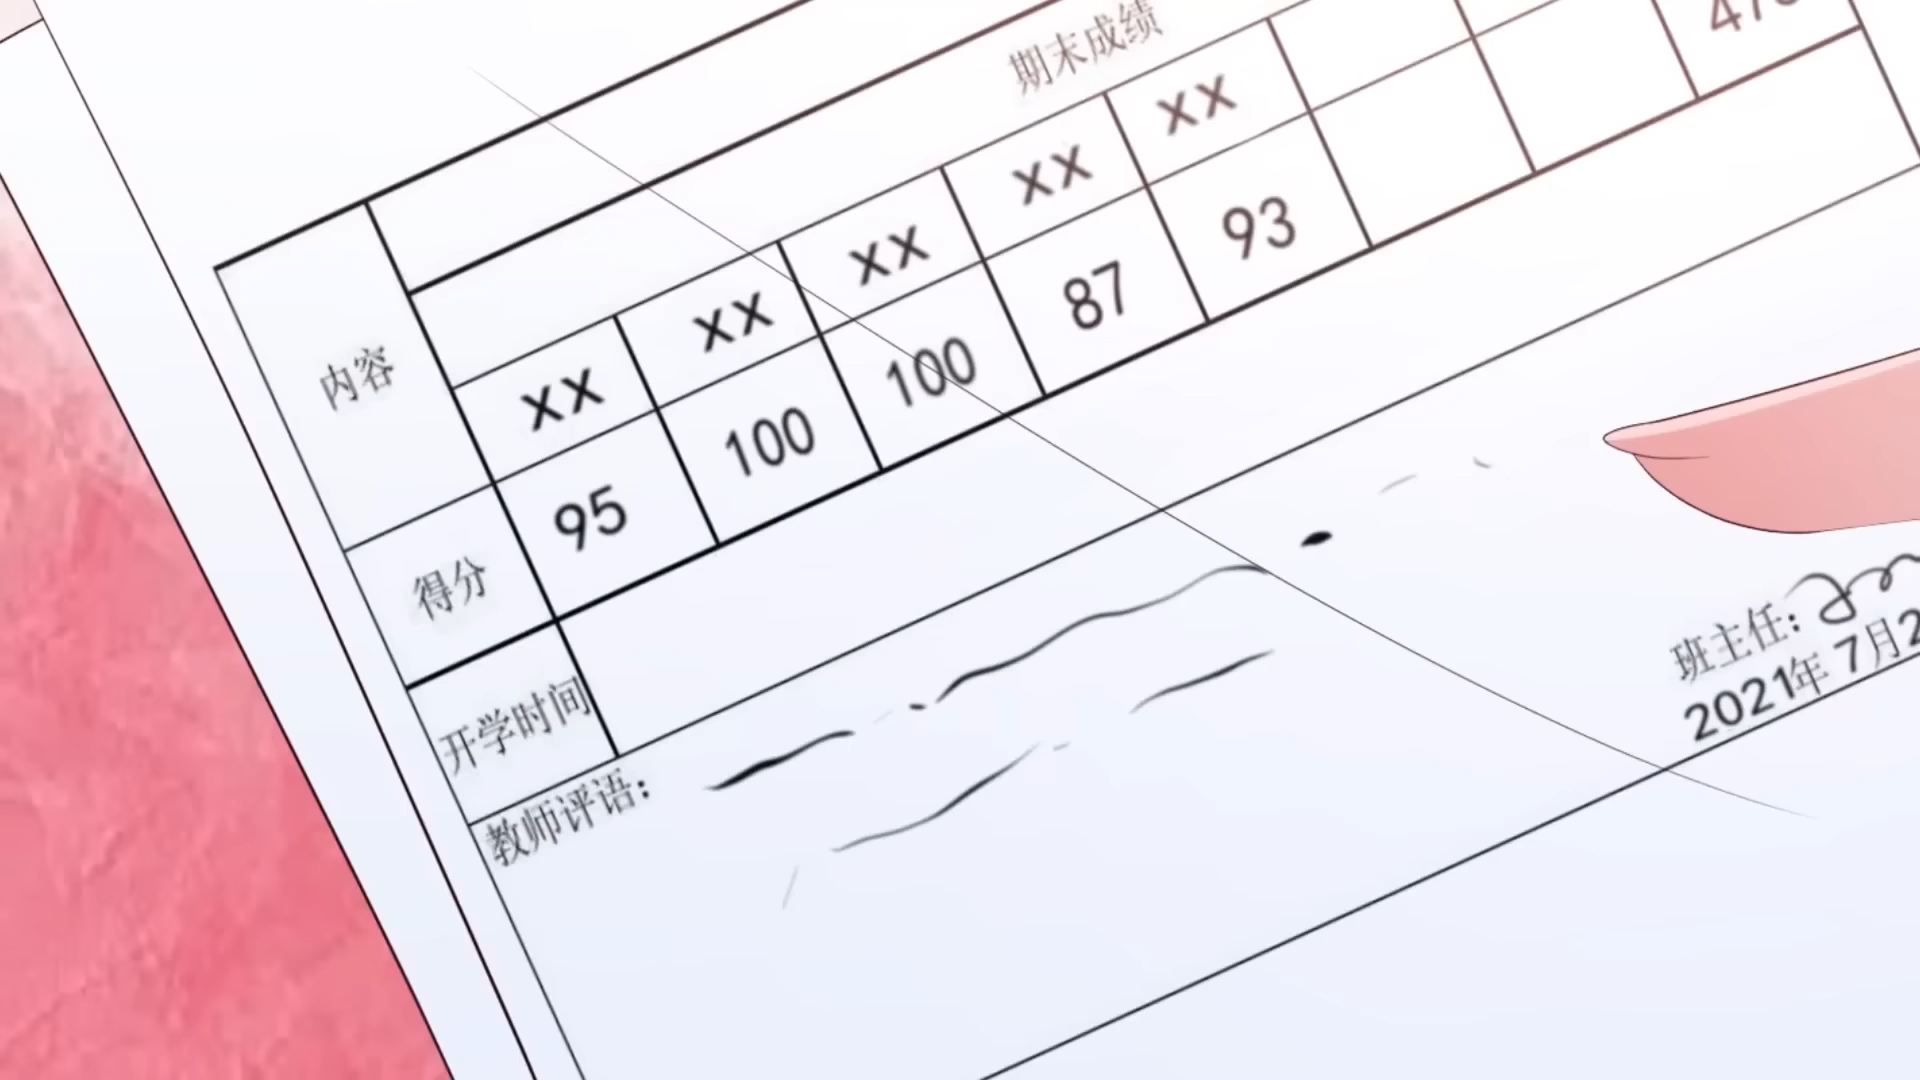 期末成绩
内容 XX XX XX XX XX
得分 95 100 100 87 93
开学时间
教师评语：
班主任：
2021年 7月2